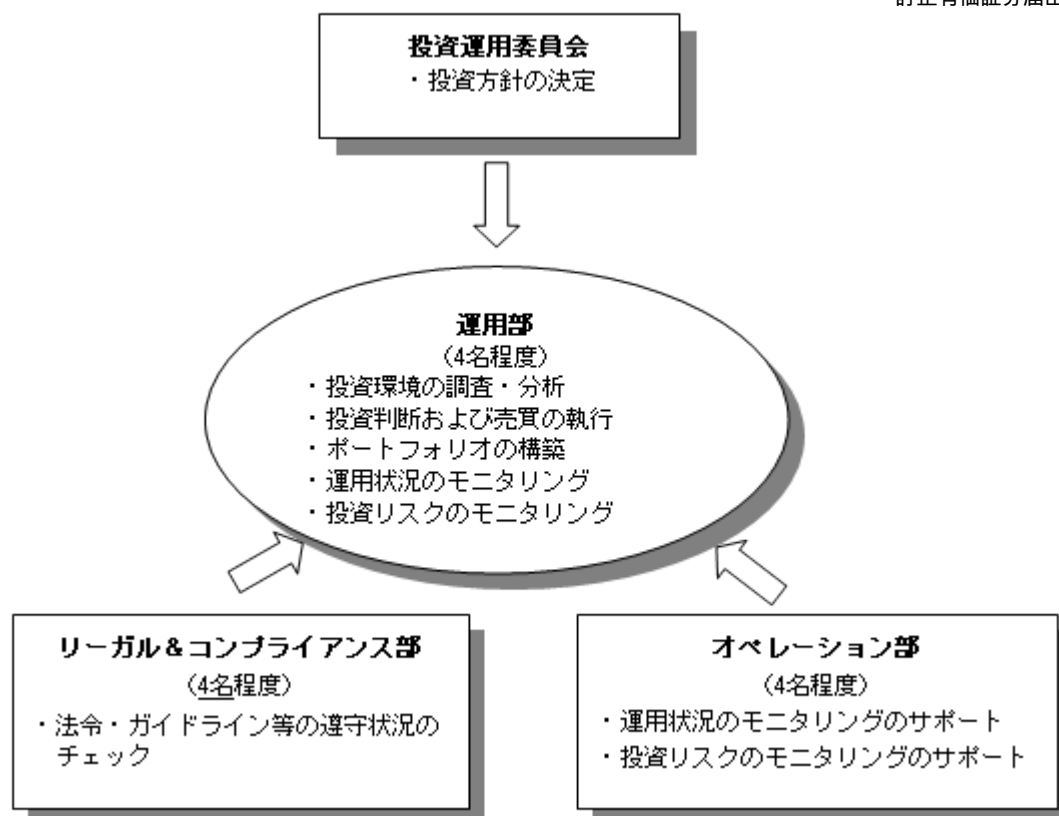 投資運用委員会
・投資方針の決定
運用部
（4名程度）
・投資環境の調査・分析
・投資判断および売買の執行
・ポートフォリオの構築
・運用状況のモニタリング
・投資リスクのモニタリング
リーガル＆コンプライアンス部
（4名程度）
・法令・ガイドライン等の遵守状況の
チェック
オペレーション部
（4名程度）
・運用状況のモニタリングのサポート
・投資リスクのモニタリングのサポート